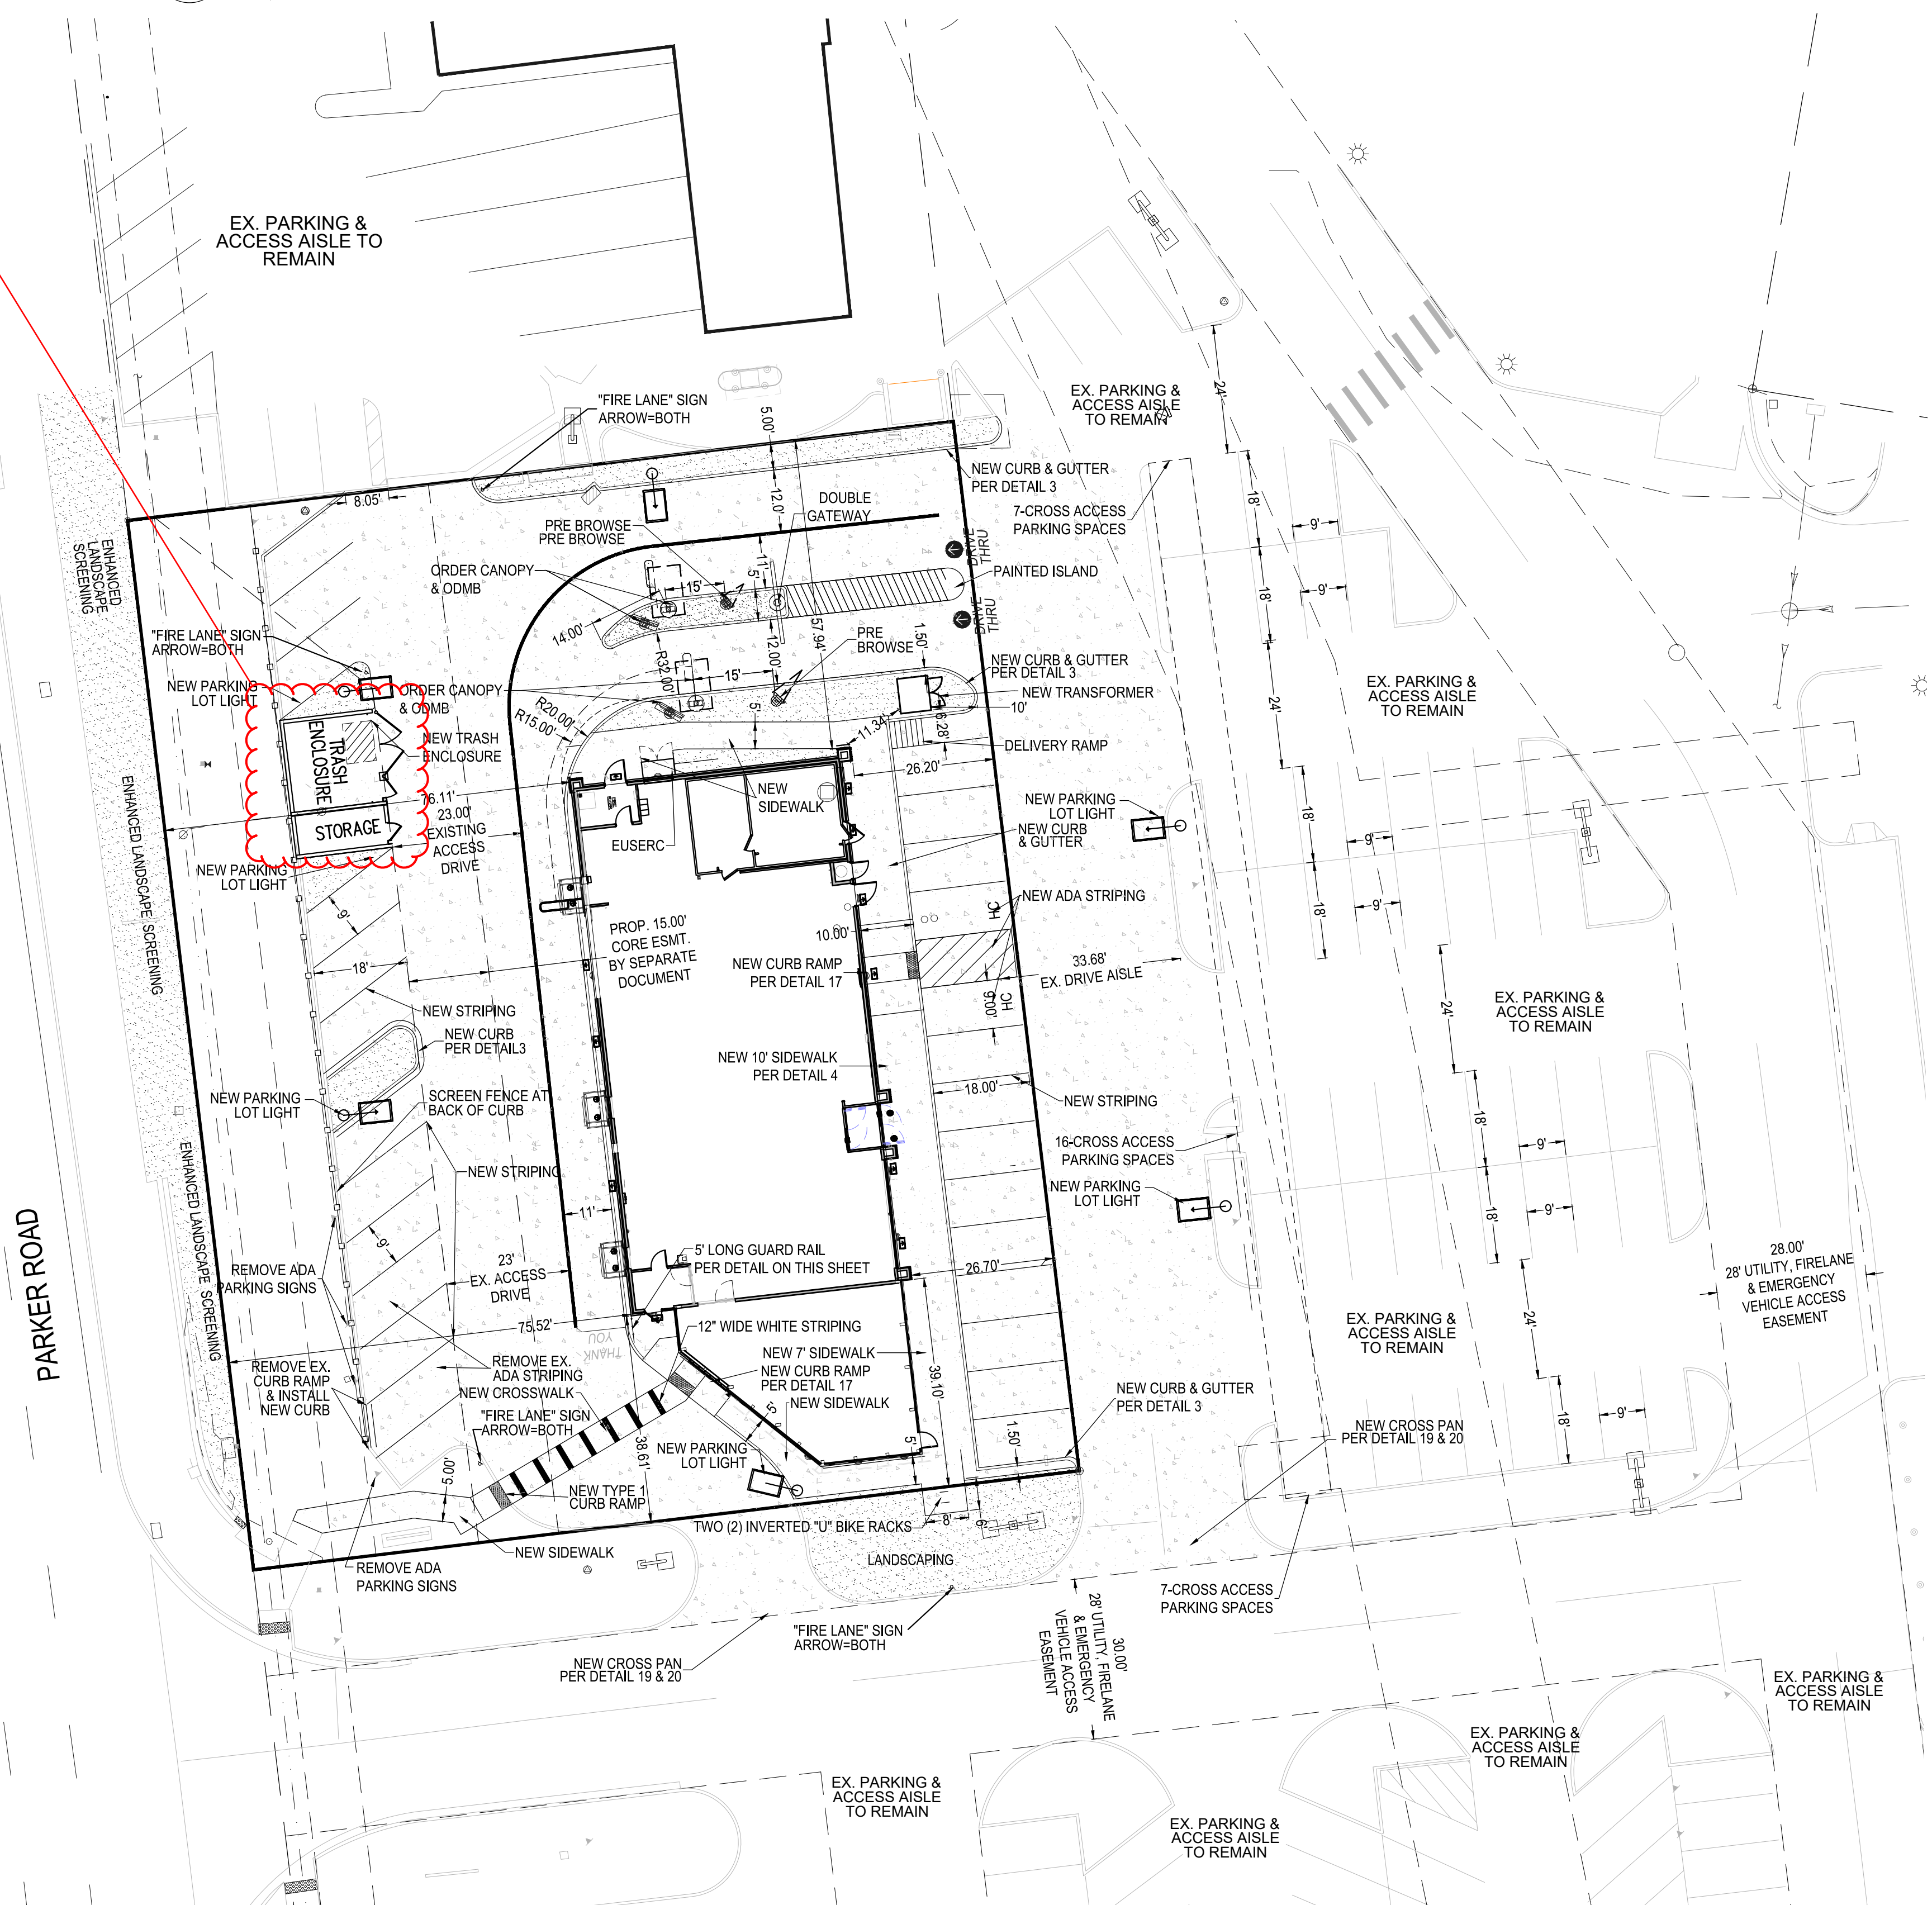 EX. PARKING &
ACCESS AISLE TO
REMAIN
"FIRE LANE" SIGN
ARROW=BOTH
5.00'
EX. PARKING &
ACCESS AISLE
TO REMAIN
24'
NEW CURB & GUTTER
PER DETAIL 3
8.05'
12.0'
DOUBLE
GATEWAY
7-CROSS ACCESS
PARKING SPACES
18'
9'
PRE BROWSE
PRE BROWSE
ENHANCED
LANDSCAPE
SCREENING
ORDER CANOPY
& ODMB
11'
5'
15'
DRIVE
THRU
PAINTED ISLAND
18'
9'
14.00'
DRIVE
THRU
"FIRE LANE" SIGN
ARROW=BOTH
R32.00'
12.00'
57.94'
PRE
BROWSE
1.50'
NEW CURB & GUTTER
PER DETAIL 3
24'
EX. PARKING &
ACCESS AISLE
TO REMAIN
NEW PARKING
LOT LIGHT
ORDER CANOPY
& ODMB
15'
5'
R20.00'
R15.00'
NEW TRANSFORMER
10'
6.28'
11.34'
DELIVERY RAMP
TRASH
ENCLOSURE
NEW TRASH
ENCLOSURE
26.20'
STORAGE
76.11'
23.00'
EXISTING
ACCESS
DRIVE
NEW
SIDEWALK
EUSERC
NEW PARKING
LOT LIGHT
NEW CURB
& GUTTER
18'
9'
ENHANCED LANDSCAPE SCREENING
NEW PARKING
LOT LIGHT
9'
NEW ADA STRIPING
HC
18'
9'
PROP. 15.00'
CORE ESMT.
BY SEPARATE
DOCUMENT
10.00'
18'
NEW CURB RAMP
PER DETAIL 17
33.68'
EX. DRIVE AISLE
HC
9.00'
24'
EX. PARKING &
ACCESS AISLE
TO REMAIN
NEW STRIPING
NEW CURB
PER DETAIL3
NEW 10' SIDEWALK
PER DETAIL 4
18.00'
NEW STRIPING
SCREEN FENCE AT
BACK OF CURB
NEW PARKING
LOT LIGHT
18'
9'
16-CROSS ACCESS
PARKING SPACES
ENHANCED LANDSCAPE SCREENING
NEW STRIPING
NEW PARKING
LOT LIGHT
18'
9'
11'
9'
5' LONG GUARD RAIL
PER DETAIL ON THIS SHEET
REMOVE ADA
PARKING SIGNS
23'
EX. ACCESS
DRIVE
26.70'
28.00'
28' UTILITY, FIRELANE
& EMERGENCY
VEHICLE ACCESS
EASEMENT
PARKER ROAD
75.52'
THANK
YOU
12" WIDE WHITE STRIPING
24'
EX. PARKING &
ACCESS AISLE
TO REMAIN
REMOVE EX.
CURB RAMP
& INSTALL
NEW CURB
REMOVE EX.
ADA STRIPING
NEW CROSSWALK
NEW 7' SIDEWALK
NEW CURB RAMP
PER DETAIL 17
NEW SIDEWALK
39.10'
NEW CURB & GUTTER
PER DETAIL 3
"FIRE LANE" SIGN
ARROW=BOTH
5'
5'
1.50'
18'
9'
NEW CROSS PAN
PER DETAIL 19 & 20
38.61'
NEW PARKING
LOT LIGHT
5.00'
NEW TYPE 1
CURB RAMP
TWO (2) INVERTED "U" BIKE RACKS
8'
6'
NEW SIDEWALK
LANDSCAPING
REMOVE ADA
PARKING SIGNS
7-CROSS ACCESS
PARKING SPACES
"FIRE LANE" SIGN
ARROW=BOTH
30.00'
28' UTILITY, FIRELANE
& EMERGENCY
VEHICLE ACCESS
EASEMENT
NEW CROSS PAN
PER DETAIL 19 & 20
EX. PARKING &
ACCESS AISLE
TO REMAIN
EX. PARKING &
ACCESS AISLE
TO REMAIN
EX. PARKING &
ACCESS AISLE
TO REMAIN
EX. PARKING &
ACCESS AISLE
TO REMAIN